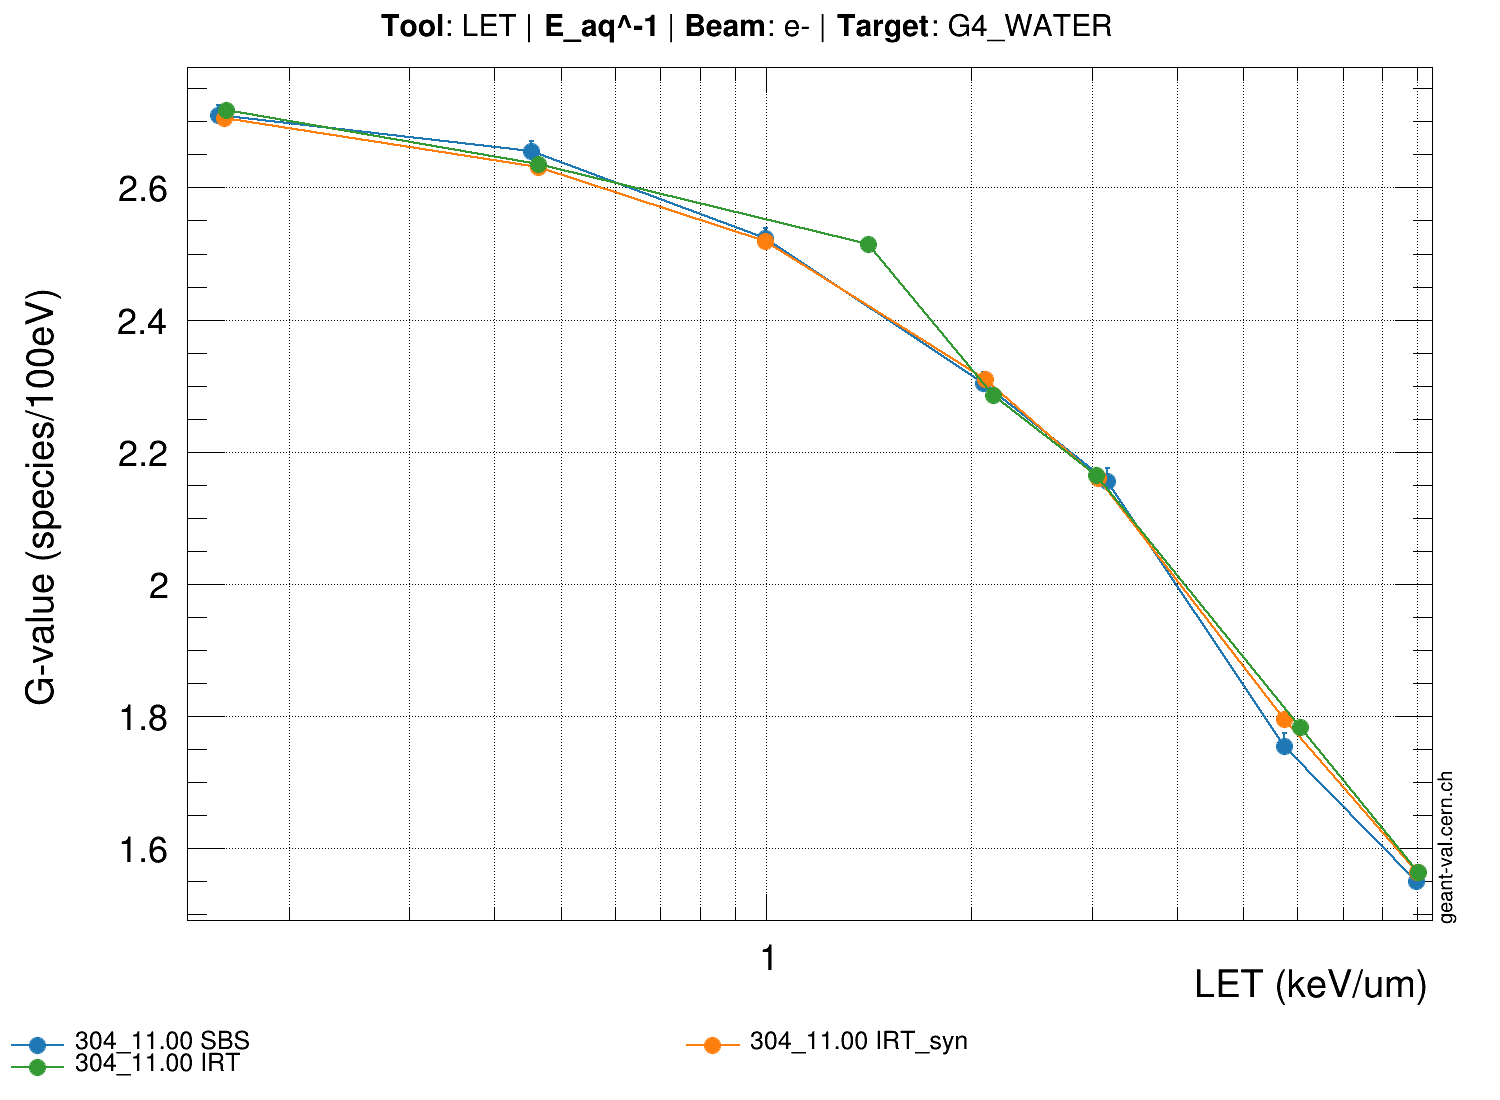 Tool: LET | E_aq^-1 | Beam: e- | Target: G4_WATER
G-value (species/100eV)
2.6
2.4
2.2
2
1.8
1.6
1
LET (keV/um)
geant-val.cern.ch
304_11.00 SBS
304_11.00 IRT_syn
304_11.00 IRT